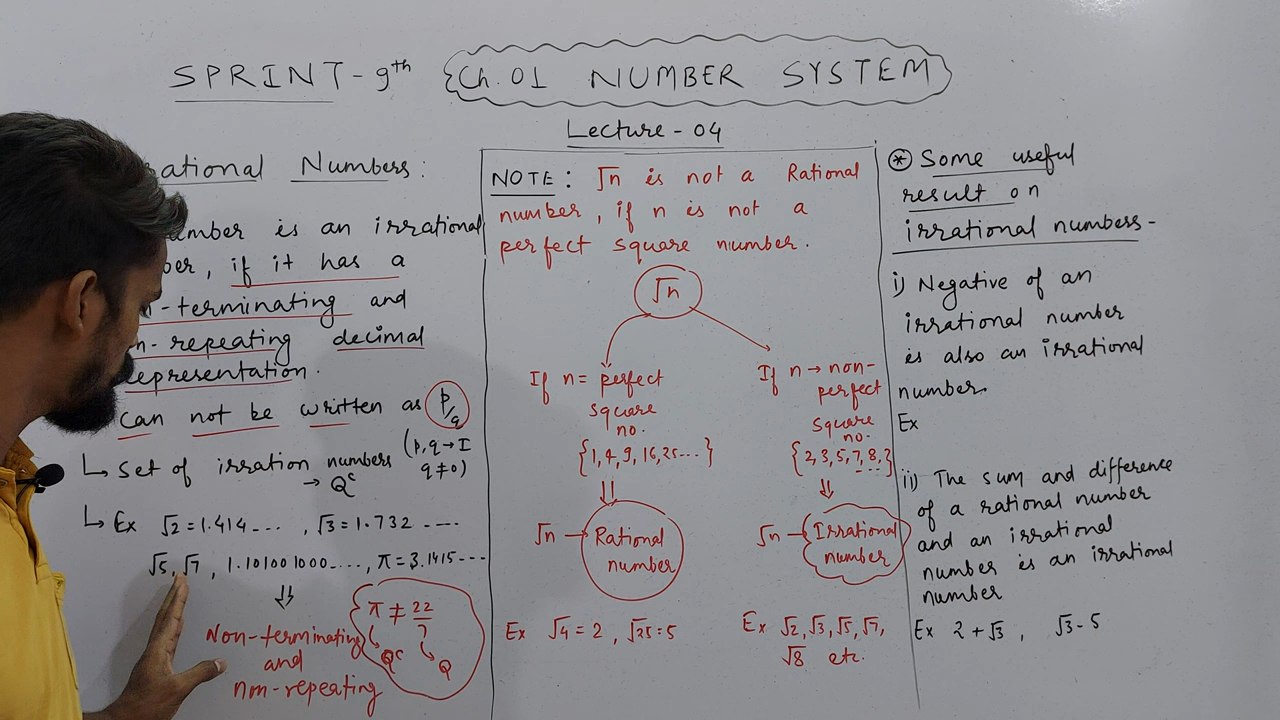 SPRINT-9th Ch.01 NUMBER SYSTEM
Lecture-04
ational Numbers:
umber is an irrational
ber, if it has a
n-terminating and
n-repeating decimal
representation.
can not be written as p/q
(p,q→I
q≠0)
↳ Set of irration numbers
→ Qᶜ
↳ Ex √2=1.414---- , √3=1.732 ----
√5,√7, 1.101001000----, π=3.1415----
⇓
Non-terminating
and
nm-repeating
π ≠ 22/7
Qᶜ Q
NOTE: √n is not a Rational
number, if n is not a
perfect square number.
√n
If n = perfect
square
no.
{1,4,9,16,25---}
⇓
√n → Rational
number
Ex √4=2, √25=5
If n → non-
perfect
square
no.
{2,3,5,7,8,---}
⇓
√n → Irrational
number
Ex √2,√3,√5,√7,
√8 etc.
⊛ Some useful
result on
irrational numbers-
i) Negative of an
irrational number
is also an irrational
number.
Ex
ii) The sum and difference
of a rational number
and an irrational
number is an irrational
number
Ex 2+√3 , √3-5